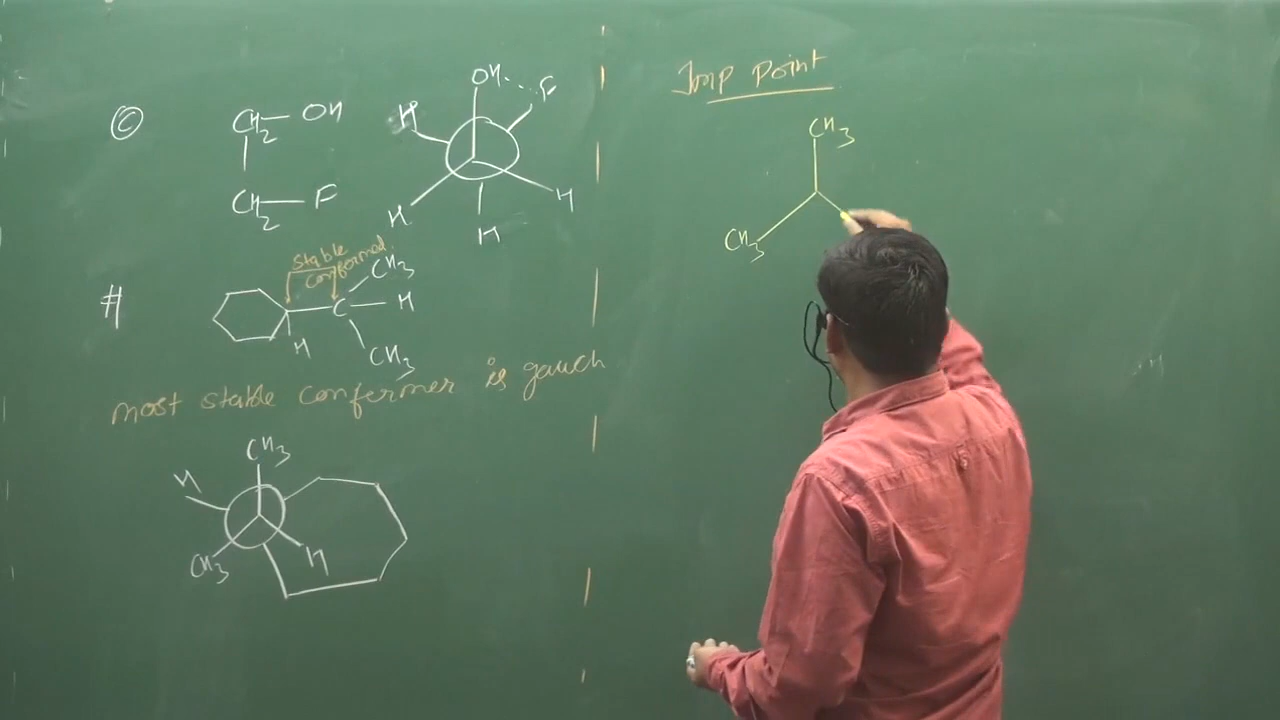 ©
CH2 OH
CH2 F
OH F
H
H H
H
#
Stable
conformed.
CH3
C H
H CH3
most stable conformer is gauch
CH3
H
CH3 H
Imp Point
CH3
CH3